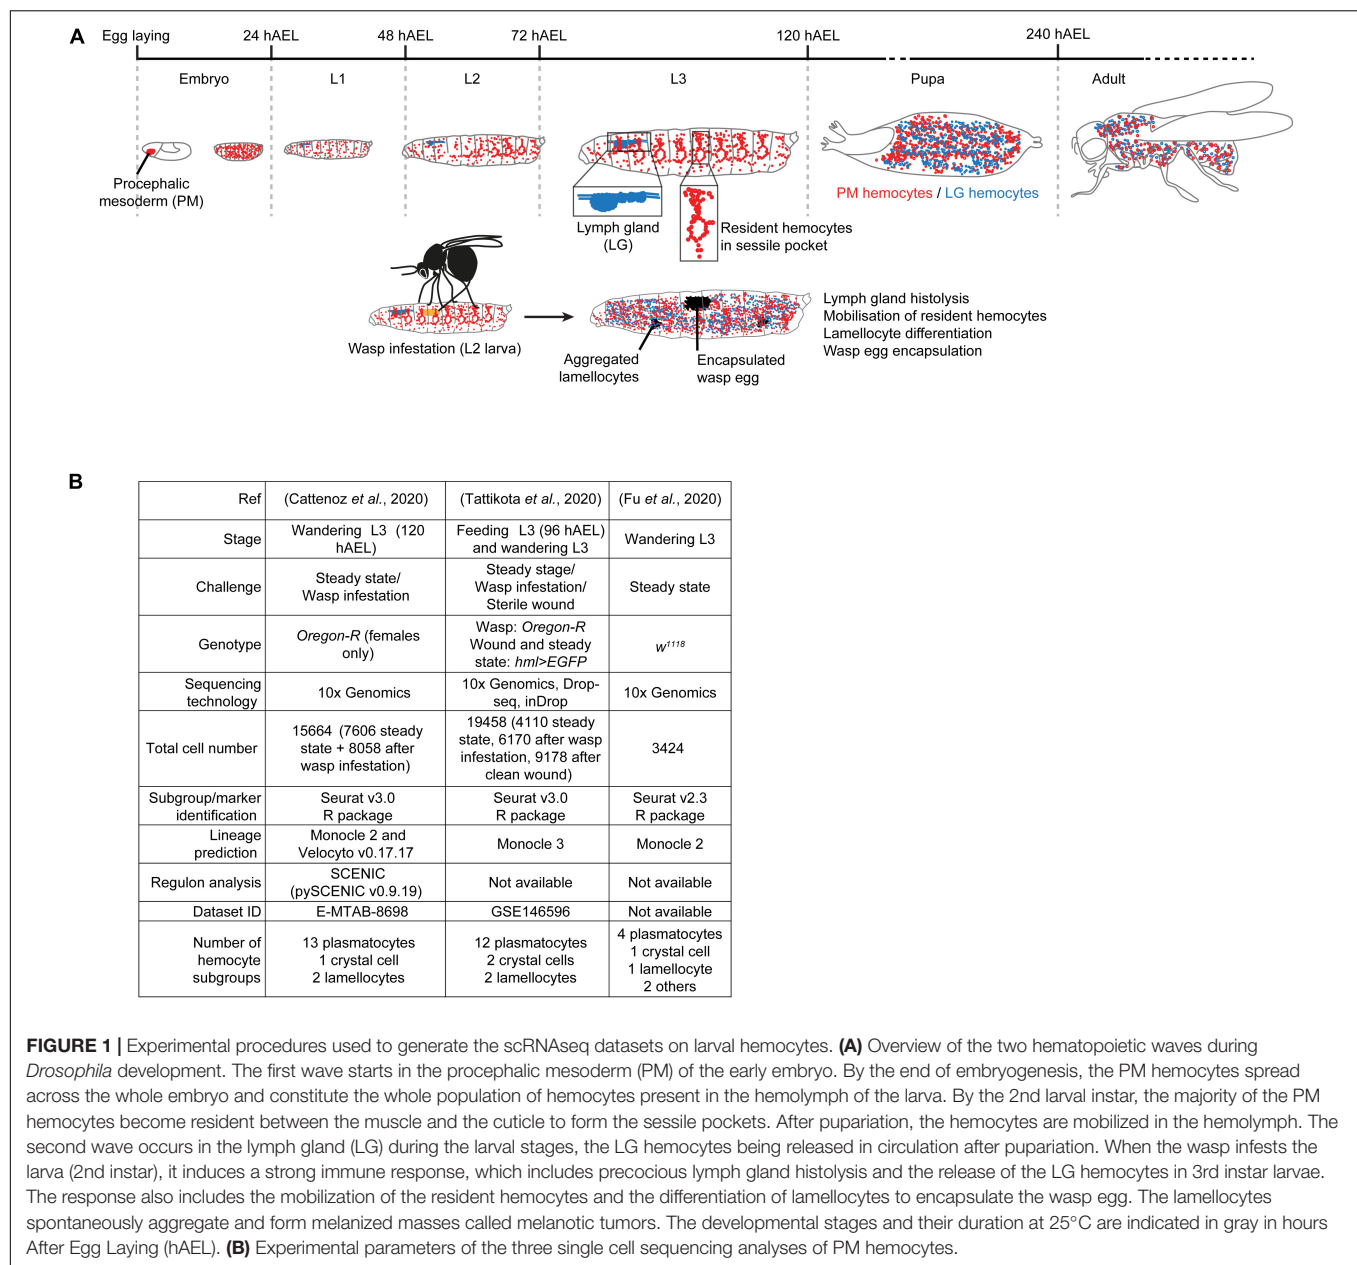 A
Egg laying
24 hAEL
48 hAEL
72 hAEL
120 hAEL
240 hAEL
Embryo
L1
L2
L3
Pupa
Adult
Procephalic
mesoderm (PM)
Lymph gland
(LG)
Resident hemocytes
in sessile pocket
PM hemocytes / LG hemocytes
Wasp infestation (L2 larva)
Aggregated
lamellocytes
Encapsulated
wasp egg
Lymph gland histolysis
Mobilisation of resident hemocytes
Lamellocyte differentiation
Wasp egg encapsulation
B
Ref
(Cattenoz et al., 2020)
(Tattikota et al., 2020)
(Fu et al., 2020)
Stage
Wandering L3 (120
hAEL)
Feeding L3 (96 hAEL)
and wandering L3
Wandering L3
Challenge
Steady state/
Wasp infestation
Steady stage/
Wasp infestation/
Sterile wound
Steady state
Genotype
Oregon-R (females
only)
Wasp: Oregon-R
Wound and steady
state: hml>EGFP
w1118
Sequencing
technology
10x Genomics
10x Genomics, Drop-
seq, inDrop
10x Genomics
Total cell number
15664 (7606 steady
state + 8058 after
wasp infestation)
19458 (4110 steady
state, 6170 after wasp
infestation, 9178 after
clean wound)
3424
Subgroup/marker
identification
Seurat v3.0
R package
Seurat v3.0
R package
Seurat v2.3
R package
Lineage
prediction
Monocle 2 and
Velocyto v0.17.17
Monocle 3
Monocle 2
Regulon analysis
SCENIC
(pySCENIC v0.9.19)
Not available
Not available
Dataset ID
E-MTAB-8698
GSE146596
Not available
Number of
hemocyte
subgroups
13 plasmatocytes
1 crystal cell
2 lamellocytes
12 plasmatocytes
2 crystal cells
2 lamellocytes
4 plasmatocytes
1 crystal cell
1 lamellocyte
2 others
FIGURE 1 | Experimental procedures used to generate the scRNAseq datasets on larval hemocytes. (A) Overview of the two hematopoietic waves during
Drosophila development. The first wave starts in the procephalic mesoderm (PM) of the early embryo. By the end of embryogenesis, the PM hemocytes spread
across the whole embryo and constitute the whole population of hemocytes present in the hemolymph of the larva. By the 2nd larval instar, the majority of the PM
hemocytes become resident between the muscle and the cuticle to form the sessile pockets. After pupariation, the hemocytes are mobilized in the hemolymph. The
second wave occurs in the lymph gland (LG) during the larval stages, the LG hemocytes being released in circulation after pupariation. When the wasp infests the
larva (2nd instar), it induces a strong immune response, which includes precocious lymph gland histolysis and the release of the LG hemocytes in 3rd instar larvae.
The response also includes the mobilization of the resident hemocytes and the differentiation of lamellocytes to encapsulate the wasp egg. The lamellocytes
spontaneously aggregate and form melanized masses called melanotic tumors. The developmental stages and their duration at 25°C are indicated in gray in hours
After Egg Laying (hAEL). (B) Experimental parameters of the three single cell sequencing analyses of PM hemocytes.